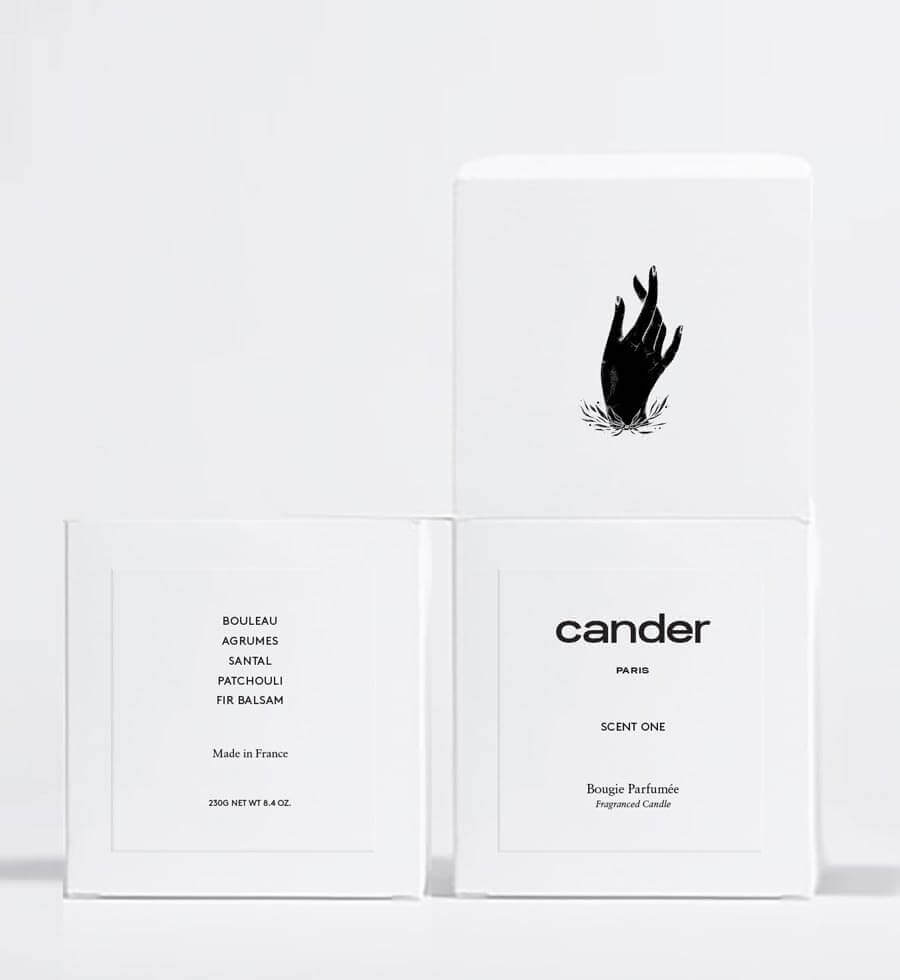 BOULEAU
AGRUMES
SANTAL
PATCHOULI
FIR BALSAM
Made in France
230G NET WT 8.4 OZ.
cander
PARIS
SCENT ONE
Bougie Parfumée
Fragranced Candle